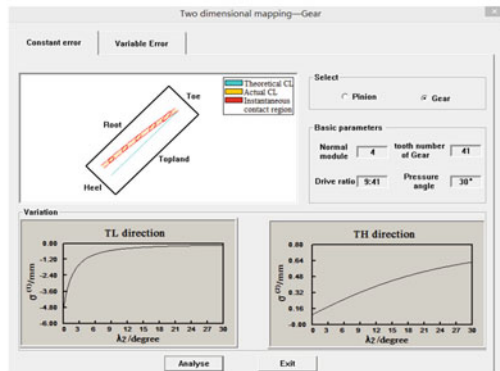 Two dimensional mapping—Gear
Constant error
Variable Error
Theoretical CL
Actual CL
Instantaneous
contact region
Toe
Root
Topland
Heel
Select
Pinion
Gear
Basic parameters
Normal module 4
tooth number of Gear 41
Drive ratio 9:41
Pressure angle 30°
Variation
TL direction
0.00
-1.20
-2.40
-3.60
-4.80
-6.00
σ⁽²⁾/mm
0 3 6 9 12 15 18 21 24 27 30
λ2/degree
TH direction
0.80
0.64
0.48
0.32
0.16
-0.00
σ⁽²⁾/mm
0 3 6 9 12 15 18 21 24 27 30
λ2/degree
Analyse
Exit